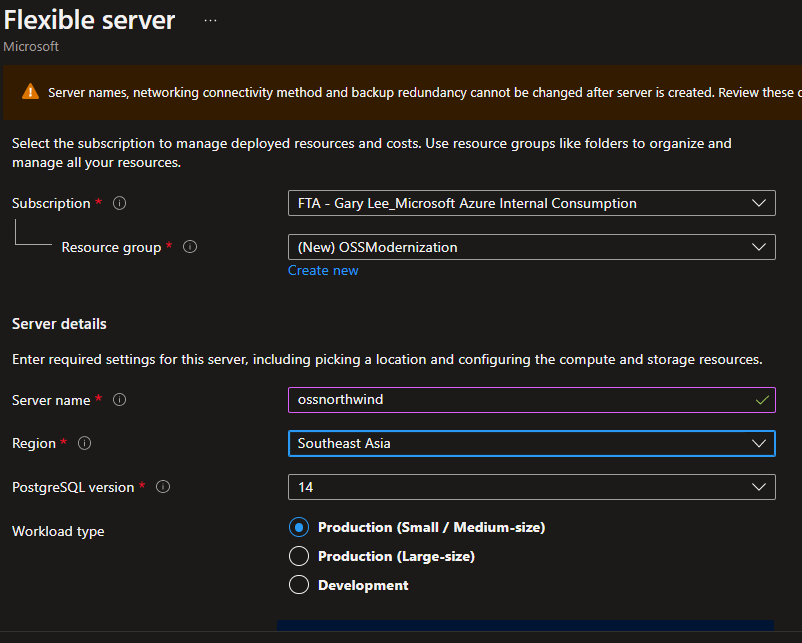 Flexible server ...
Microsoft
Server names, networking connectivity method and backup redundancy cannot be changed after server is created. Review these
Select the subscription to manage deployed resources and costs. Use resource groups like folders to organize and
manage all your resources.
Subscription *
FTA - Gary Lee_Microsoft Azure Internal Consumption
Resource group *
(New) OSSModernization
Create new
Server details
Enter required settings for this server, including picking a location and configuring the compute and storage resources.
Server name *
ossnorthwind
Region *
Southeast Asia
PostgreSQL version *
14
Workload type
Production (Small / Medium-size)
Production (Large-size)
Development